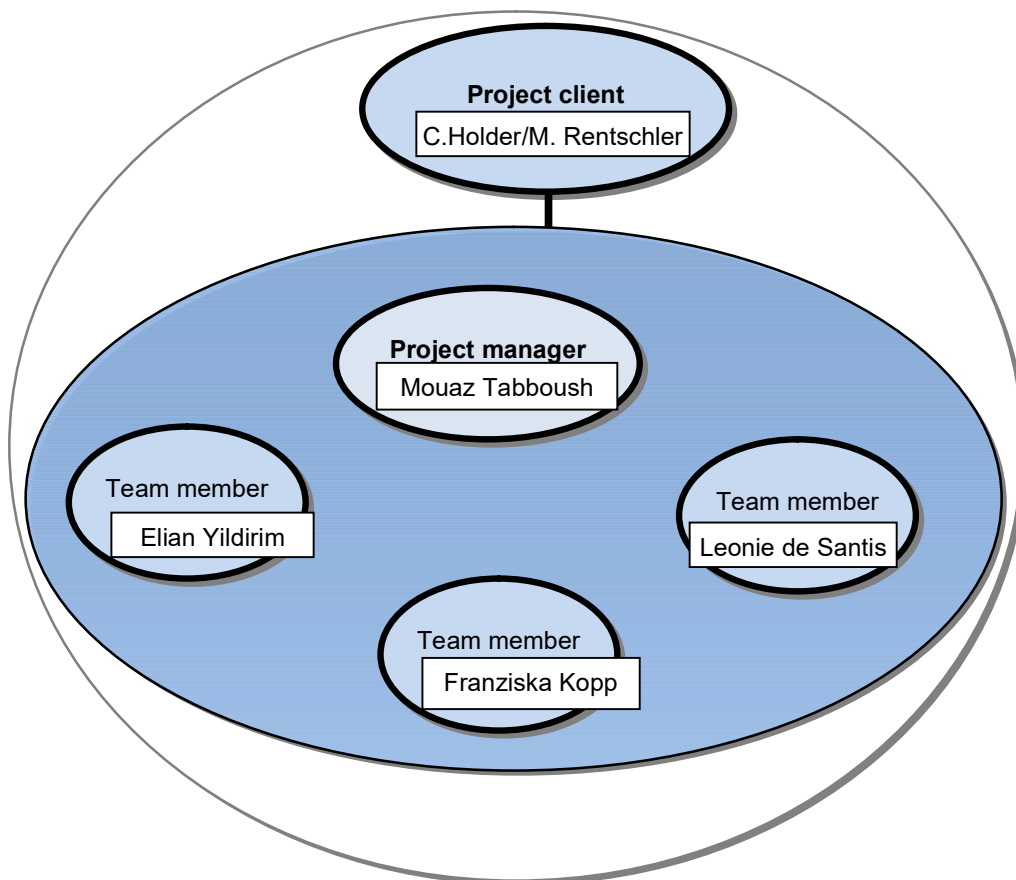 Project client
C.Holder/M. Rentschler
Project manager
Mouaz Tabboush
Team member
Elian Yildirim
Team member
Leonie de Santis
Team member
Franziska Kopp